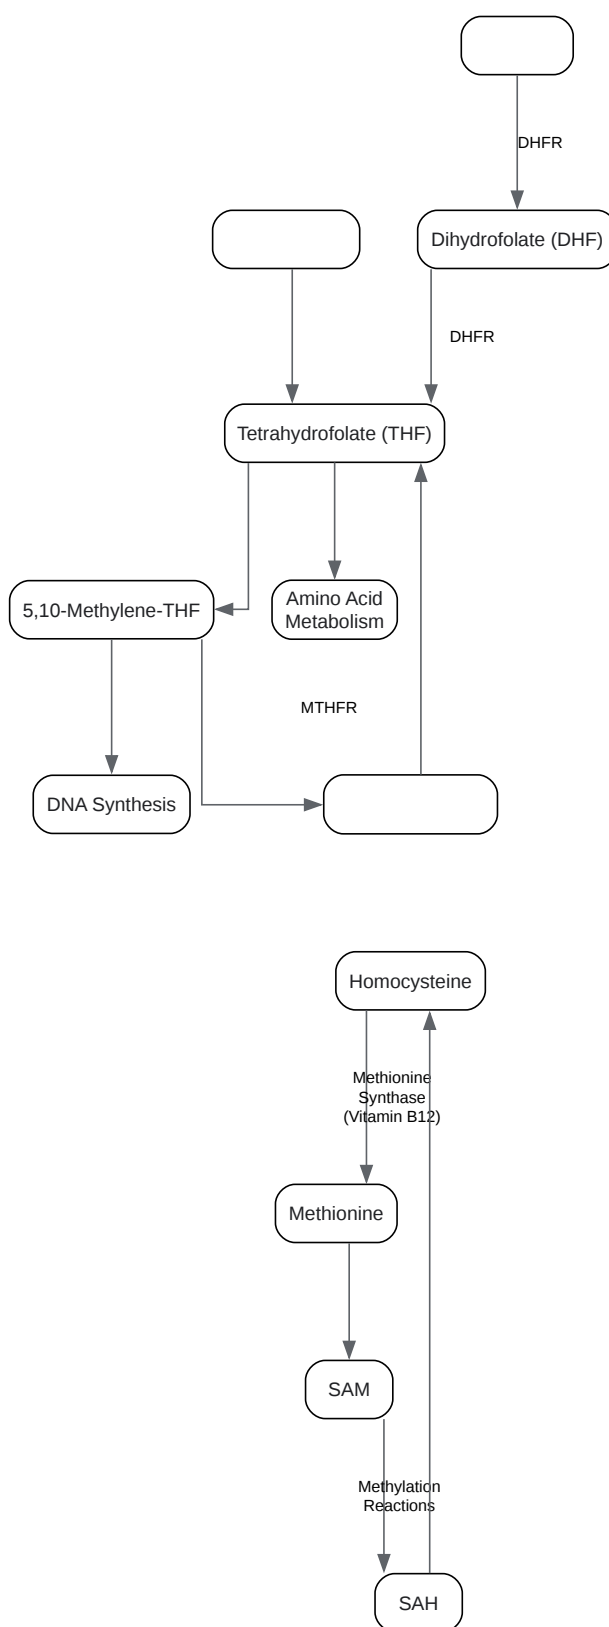 DHFR
Dihydrofolate (DHF)
DHFR
Tetrahydrofolate (THF)
5,10-Methylene-THF
Amino Acid
Metabolism
MTHFR
DNA Synthesis
Homocysteine
Methionine
Synthase
(Vitamin B12)
Methionine
SAM
Methylation
Reactions
SAH